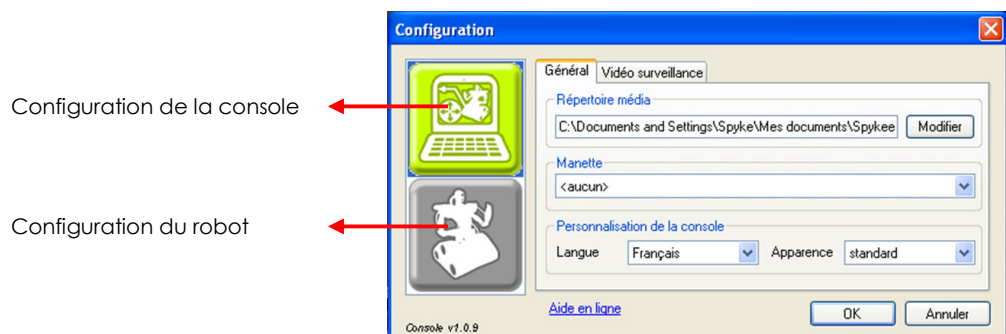 Configuration
Configuration de la console
Configuration du robot
Général Vidéo surveillance
Répertoire média
C:\Documents and Settings\Spyke\Mes documents\Spykee Modifier
Manette
<aucun>
Personnalisation de la console
Langue Français Apparence standard
Aide en ligne
OK Annuler
Console v1.0.9